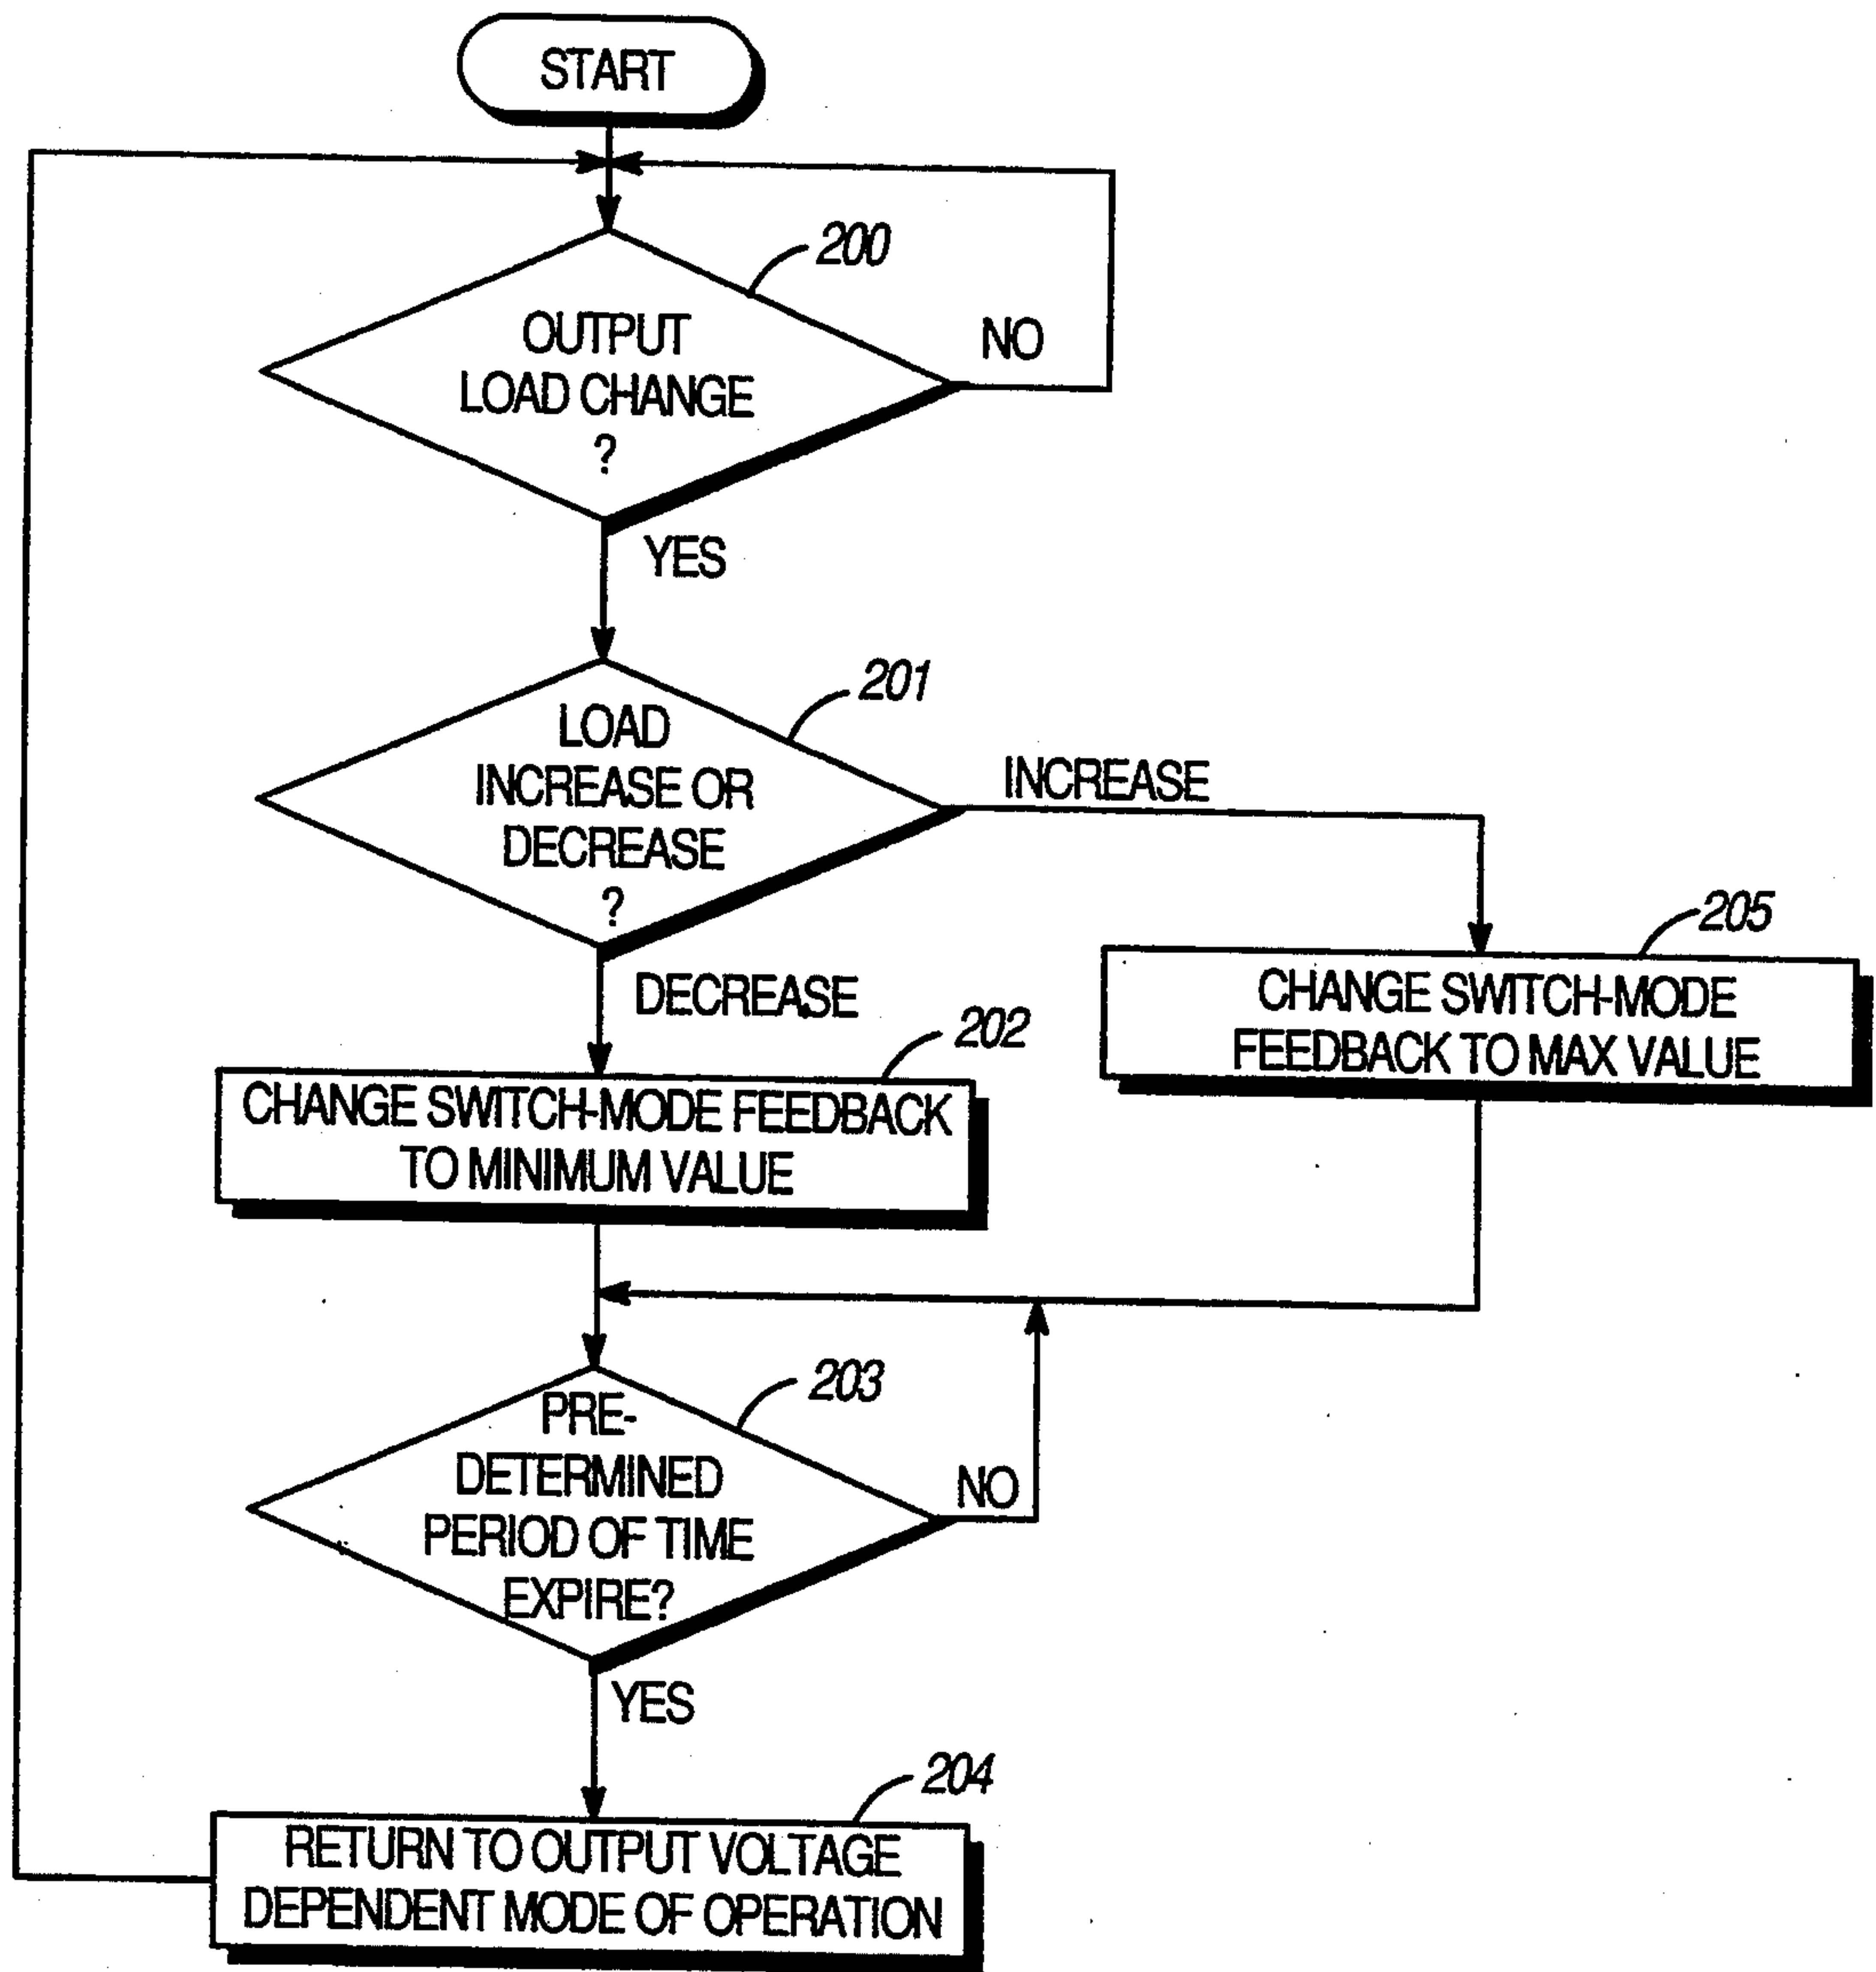 START
200
OUTPUT
LOAD CHANGE
?
NO
YES
201
LOAD
INCREASE OR
DECREASE
?
INCREASE
DECREASE
205
CHANGE SWITCH-MODE
FEEDBACK TO MAX VALUE
202
CHANGE SWITCH-MODE FEEDBACK
TO MINIMUM VALUE
203
PRE-
DETERMINED
PERIOD OF TIME
EXPIRE?
NO
YES
204
RETURN TO OUTPUT VOLTAGE
DEPENDENT MODE OF OPERATION